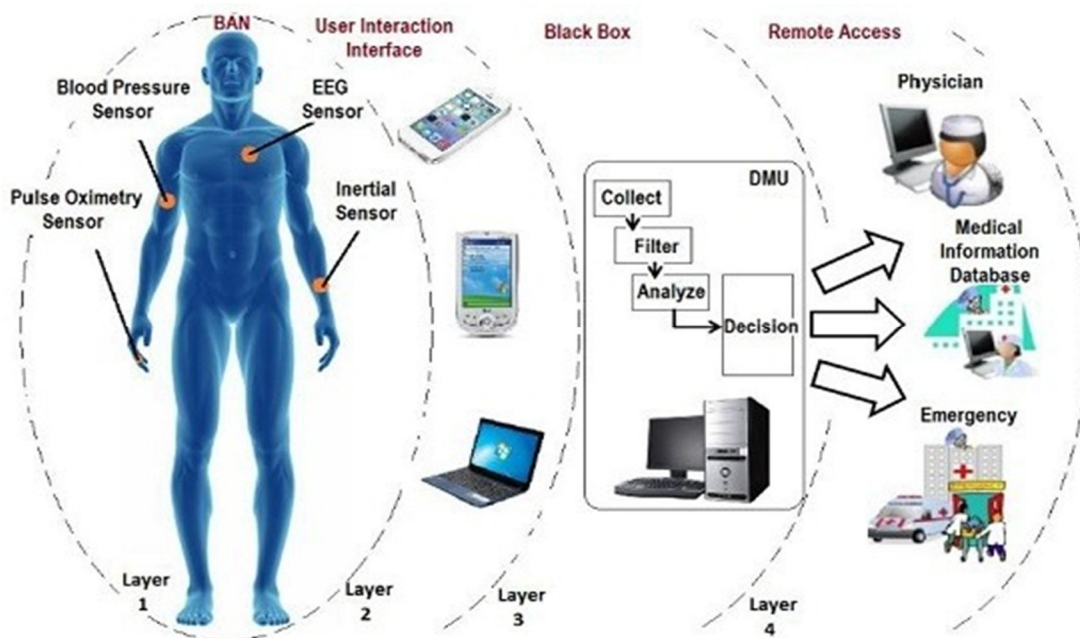 BAN
User Interaction
Interface
Black Box
Remote Access
Blood Pressure
Sensor
EEG
Sensor
Pulse Oximetry
Sensor
Inertial
Sensor
DMU
Collect
Filter
Analyze
Decision
Physician
Medical
Information
Database
Emergency
Layer
1
Layer
2
Layer
3
Layer
4